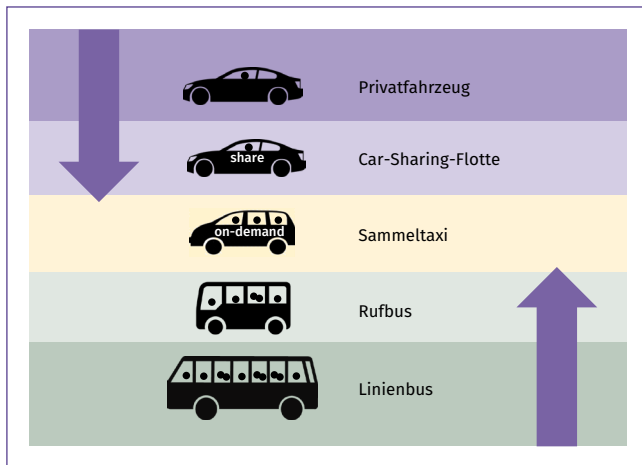 Privatfahrzeug
share
Car-Sharing-Flotte
on-demand
Sammeltaxi
Rufbus
Linienbus